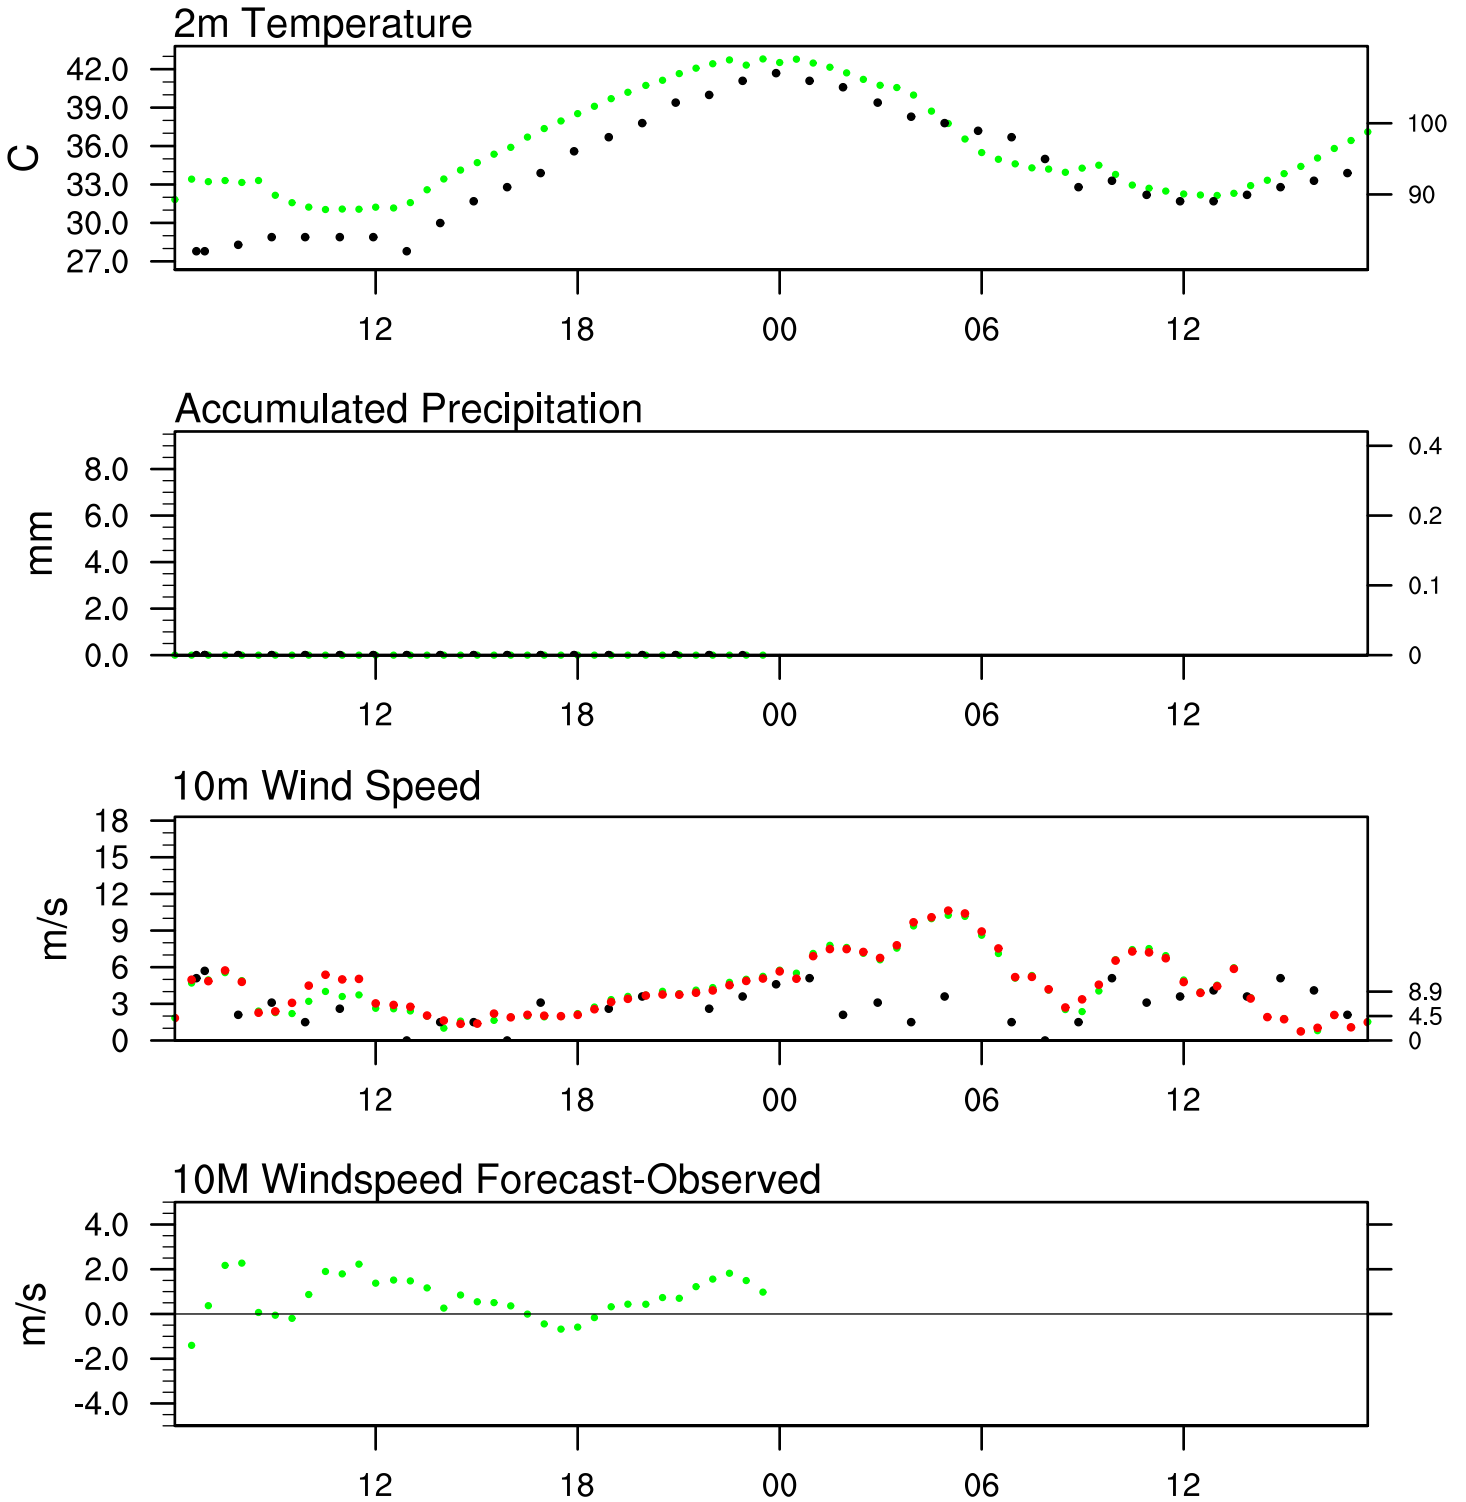 2m Temperature
42.0
39.0
36.0
33.0
30.0
27.0
C
100
90
12 18 00 06 12
Accumulated Precipitation
8.0
6.0
4.0
2.0
0.0
mm
0.4
0.2
0.1
0
12 18 00 06 12
10m Wind Speed
18
15
12
9
6
3
0
m/s
8.9
4.5
0
12 18 00 06 12
10M Windspeed Forecast-Observed
4.0
2.0
0.0
-2.0
-4.0
m/s
12 18 00 06 12